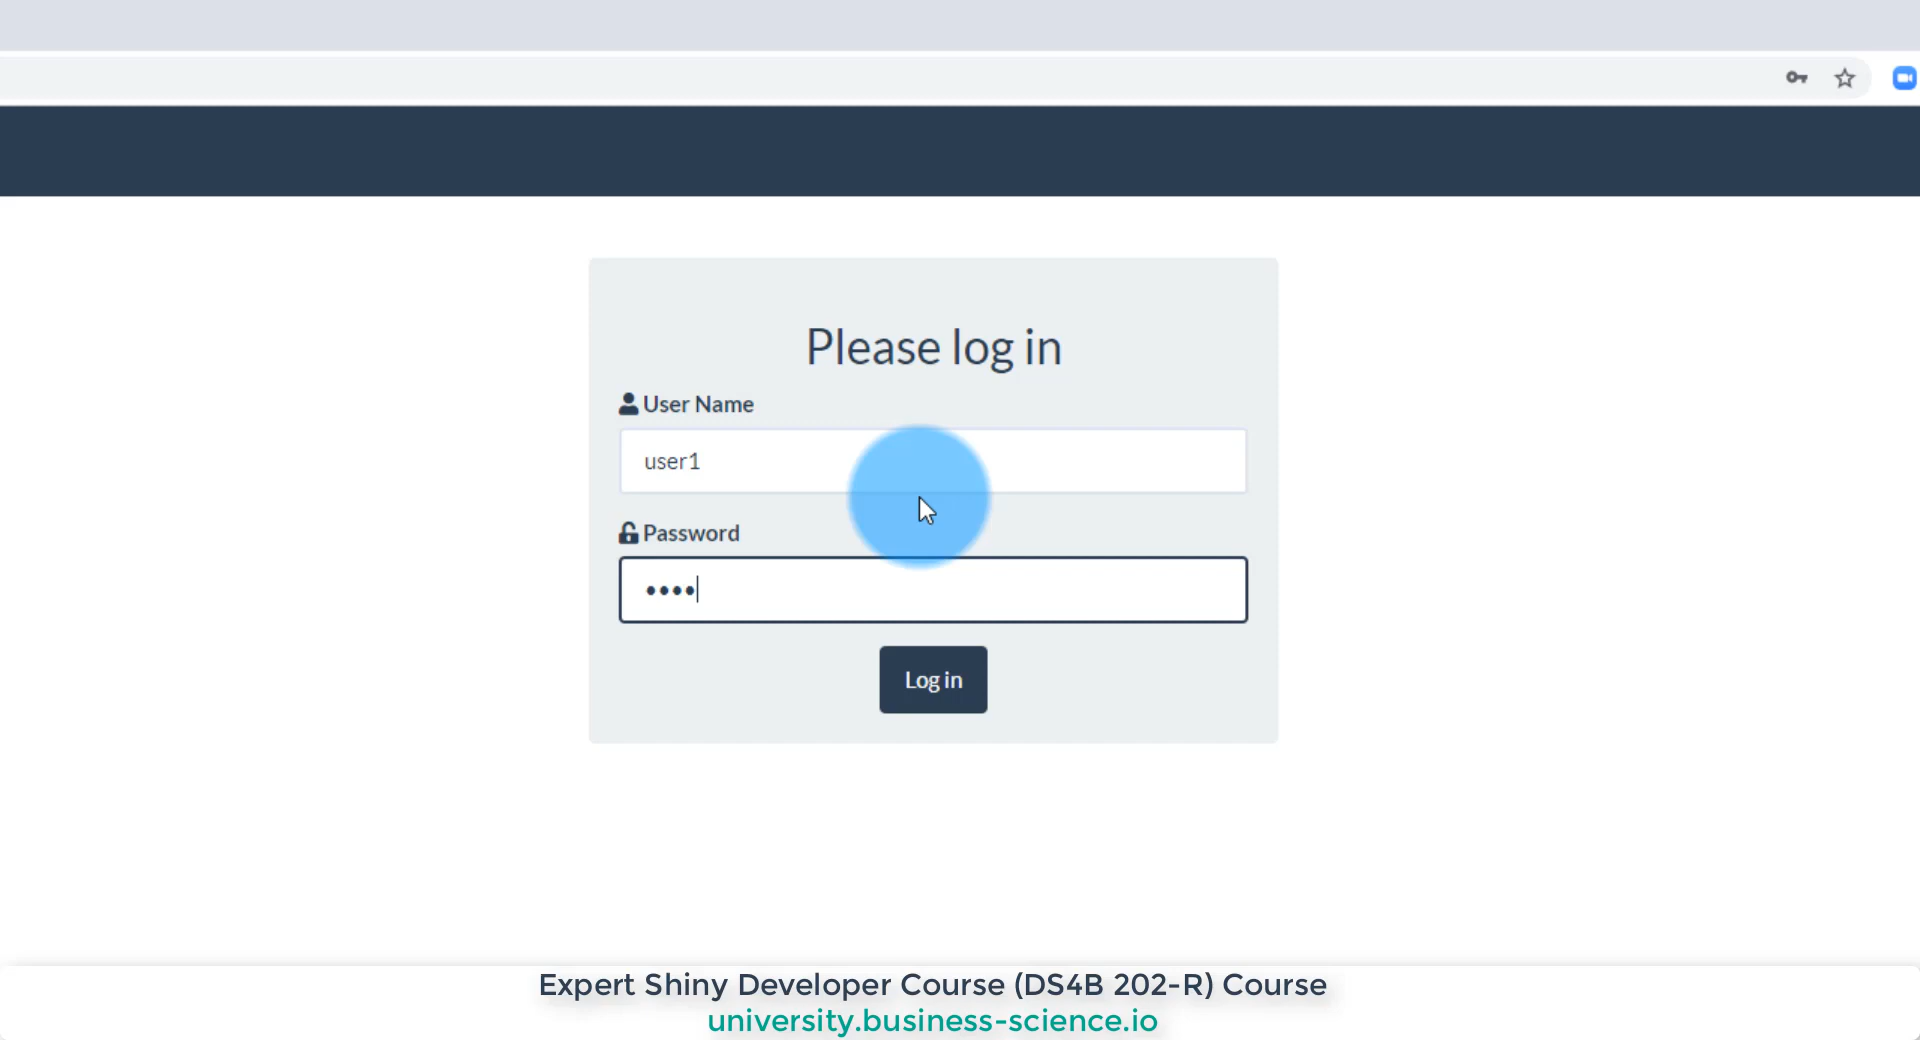 Please log in
User Name
user1
Password
••••
Log in
Expert Shiny Developer Course (DS4B 202-R) Course
university.business-science.io